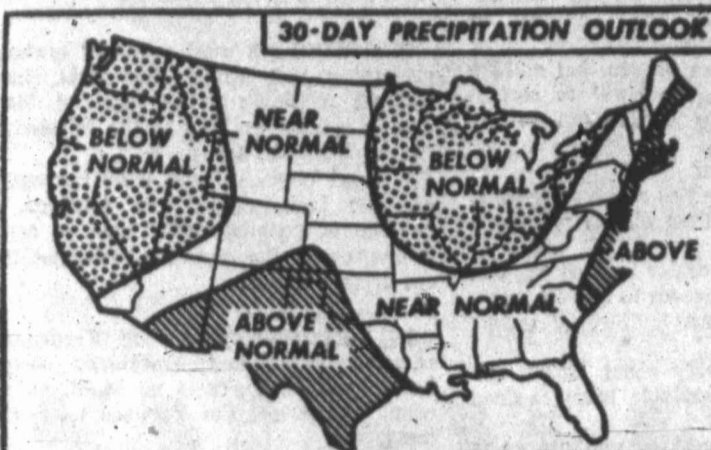 30-DAY PRECIPITATION OUTLOOK
BELOW
NORMAL
NEAR
NORMAL
BELOW
NORMAL
ABOVE
NEAR NORMAL
ABOVE
NORMAL